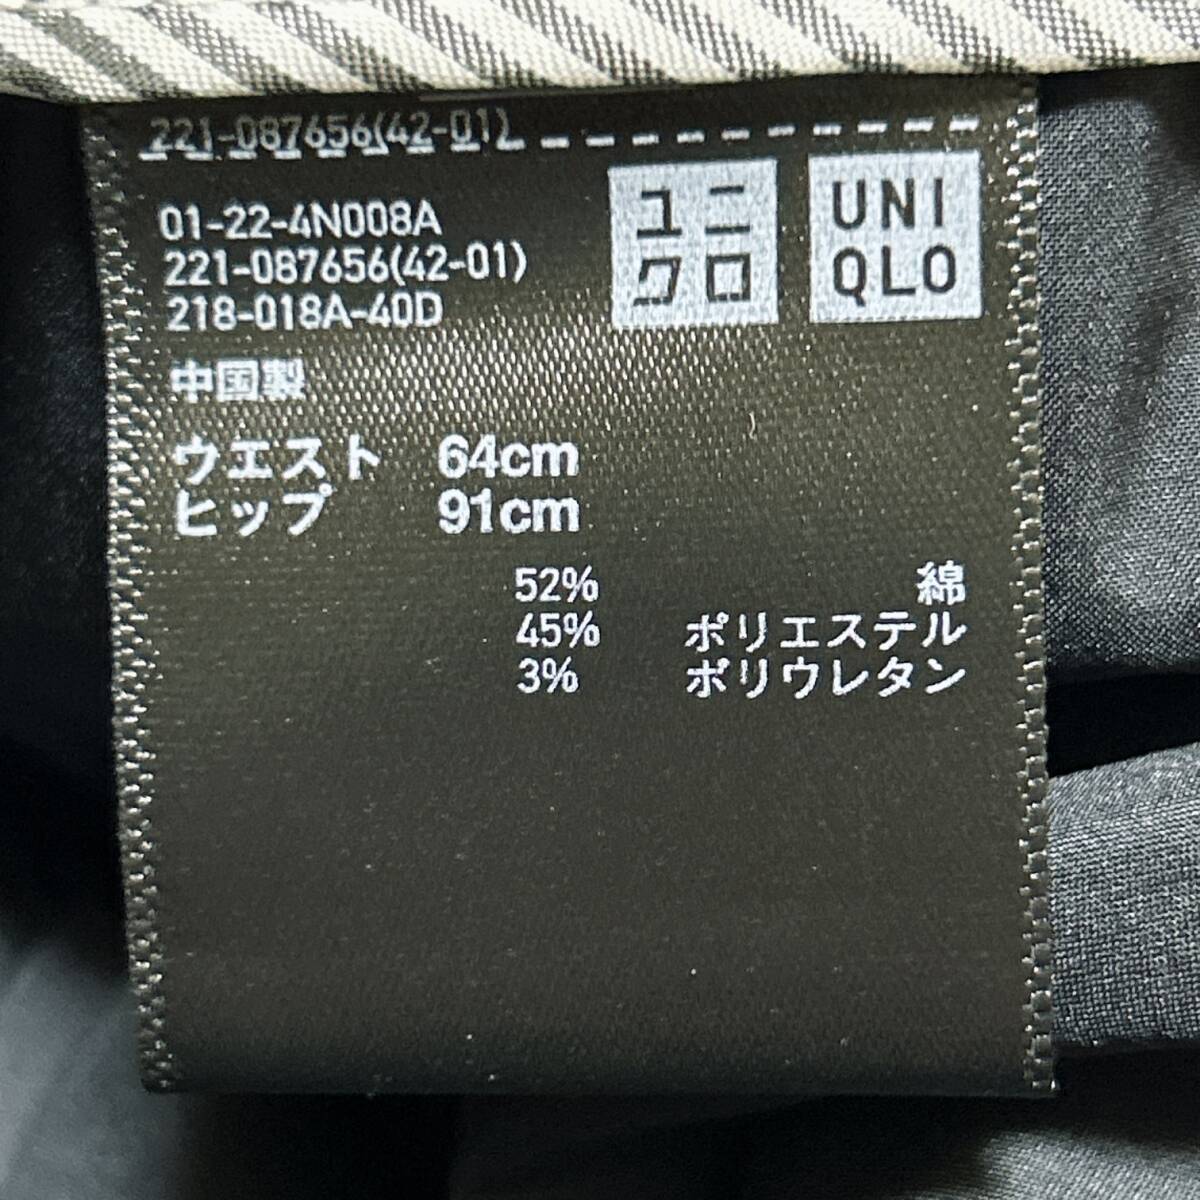 221-087656(42-01)
01-22-4N008A
221-087656(42-01)
218-018A-40D
ユニ
クロ
UNI
QLO
中国製
ウエスト 64cm
ヒップ 91cm
52% 綿
45% ポリエステル
3% ポリウレタン